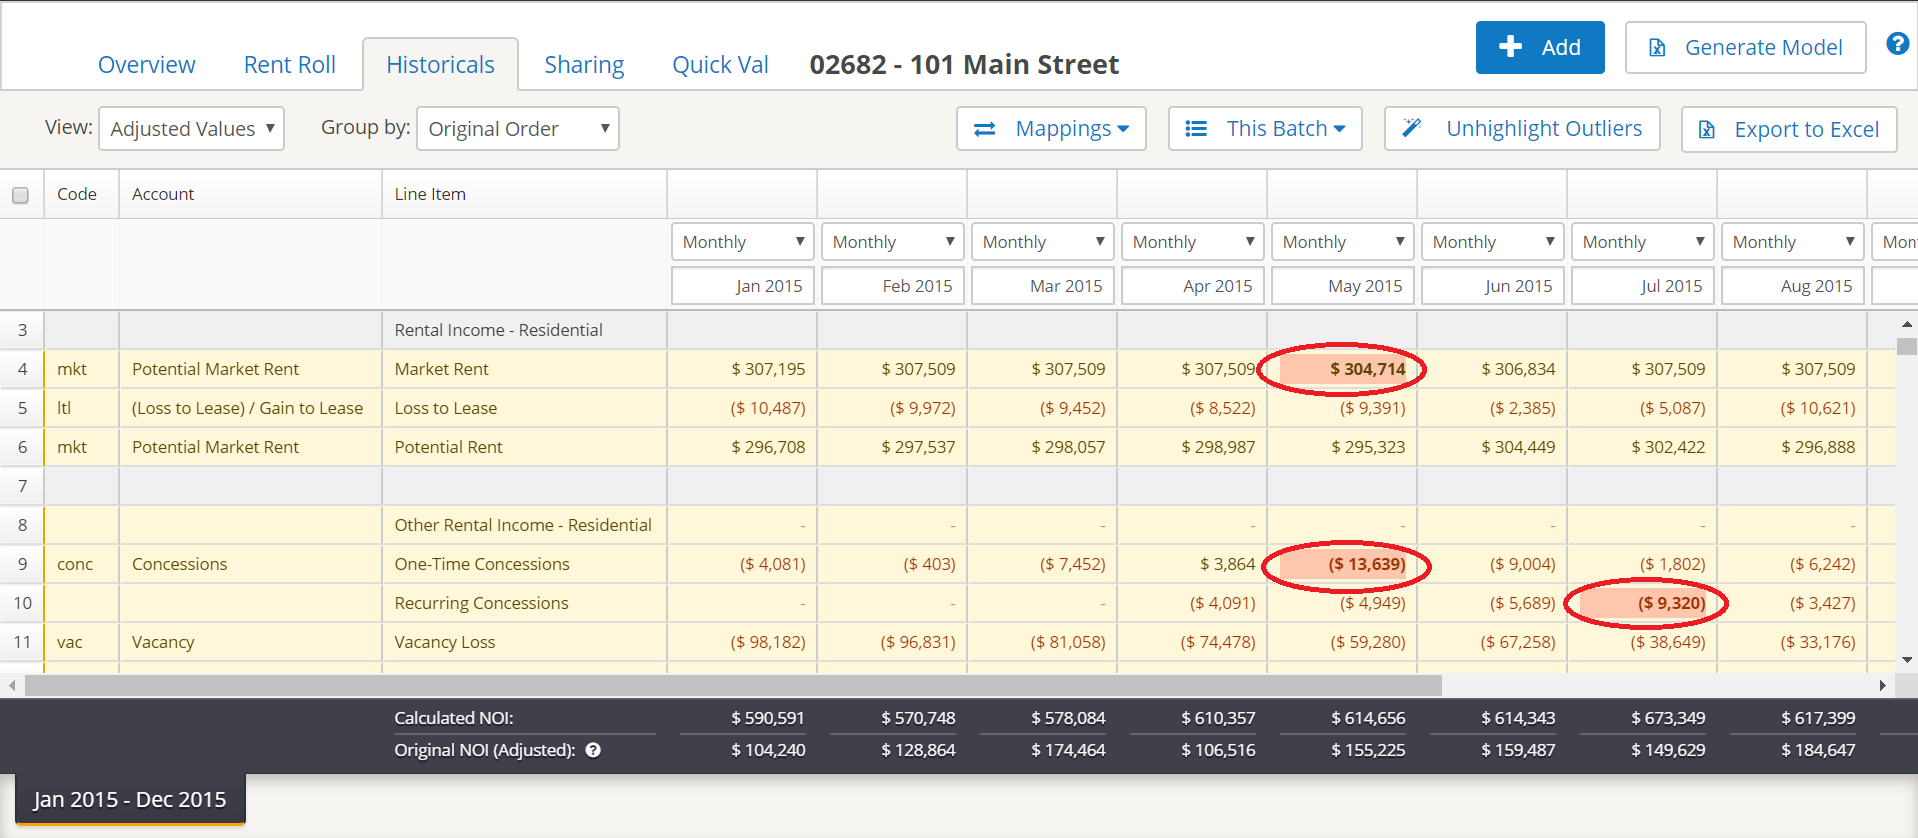 Overview Rent Roll Historicals Sharing Quick Val 02682 - 101 Main Street Add Generate Model ?
View: Adjusted Values Group by: Original Order Mappings This Batch Unhighlight Outliers Export to Excel
Code Account Line Item
Monthly Monthly Monthly Monthly Monthly Monthly Monthly Monthly Mon
Jan 2015 Feb 2015 Mar 2015 Apr 2015 May 2015 Jun 2015 Jul 2015 Aug 2015
3 Rental Income - Residential
4 mkt Potential Market Rent Market Rent $ 307,195 $ 307,509 $ 307,509 $ 307,509 $ 304,714 $ 306,834 $ 307,509 $ 307,509
5 ltl (Loss to Lease) / Gain to Lease Loss to Lease ($ 10,487) ($ 9,972) ($ 9,452) ($ 8,522) ($ 9,391) ($ 2,385) ($ 5,087) ($ 10,621)
6 mkt Potential Market Rent Potential Rent $ 296,708 $ 297,537 $ 298,057 $ 298,987 $ 295,323 $ 304,449 $ 302,422 $ 296,888
7
8 Other Rental Income - Residential - - - - - - - -
9 conc Concessions One-Time Concessions ($ 4,081) ($ 403) ($ 7,452) $ 3,864 ($ 13,639) ($ 9,004) ($ 1,802) ($ 6,242)
10 Recurring Concessions - - - ($ 4,091) ($ 4,949) ($ 5,689) ($ 9,320) ($ 3,427)
11 vac Vacancy Vacancy Loss ($ 98,182) ($ 96,831) ($ 81,058) ($ 74,478) ($ 59,280) ($ 67,258) ($ 38,649) ($ 33,176)
Calculated NOI: $ 590,591 $ 570,748 $ 578,084 $ 610,357 $ 614,656 $ 614,343 $ 673,349 $ 617,399
Original NOI (Adjusted): ? $ 104,240 $ 128,864 $ 174,464 $ 106,516 $ 155,225 $ 159,487 $ 149,629 $ 184,647
Jan 2015 - Dec 2015